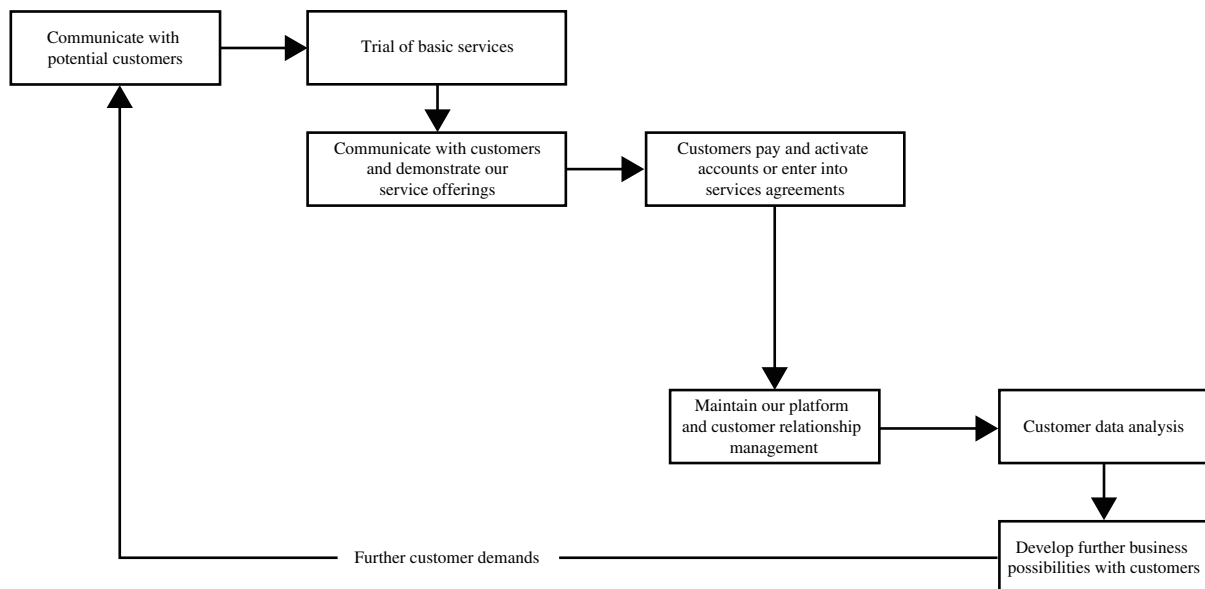 Communicate with
potential customers
Trial of basic services
Communicate with customers
and demonstrate our
service offerings
Customers pay and activate
accounts or enter into
services agreements
Maintain our platform
and customer relationship
management
Customer data analysis
Develop further business
possibilities with customers
Further customer demands